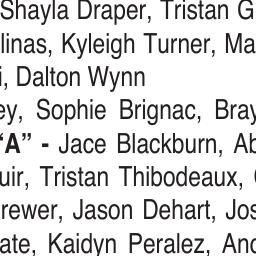 Shayla Draper, Tristan G
linas, Kyleigh Turner, Ma
i, Dalton Wynn
ey, Sophie Brignac, Bray
“A” - Jace Blackburn, Ab
uir, Tristan Thibodeaux,
rewer, Jason Dehart, Jos
ate, Kaidyn Peralez, And